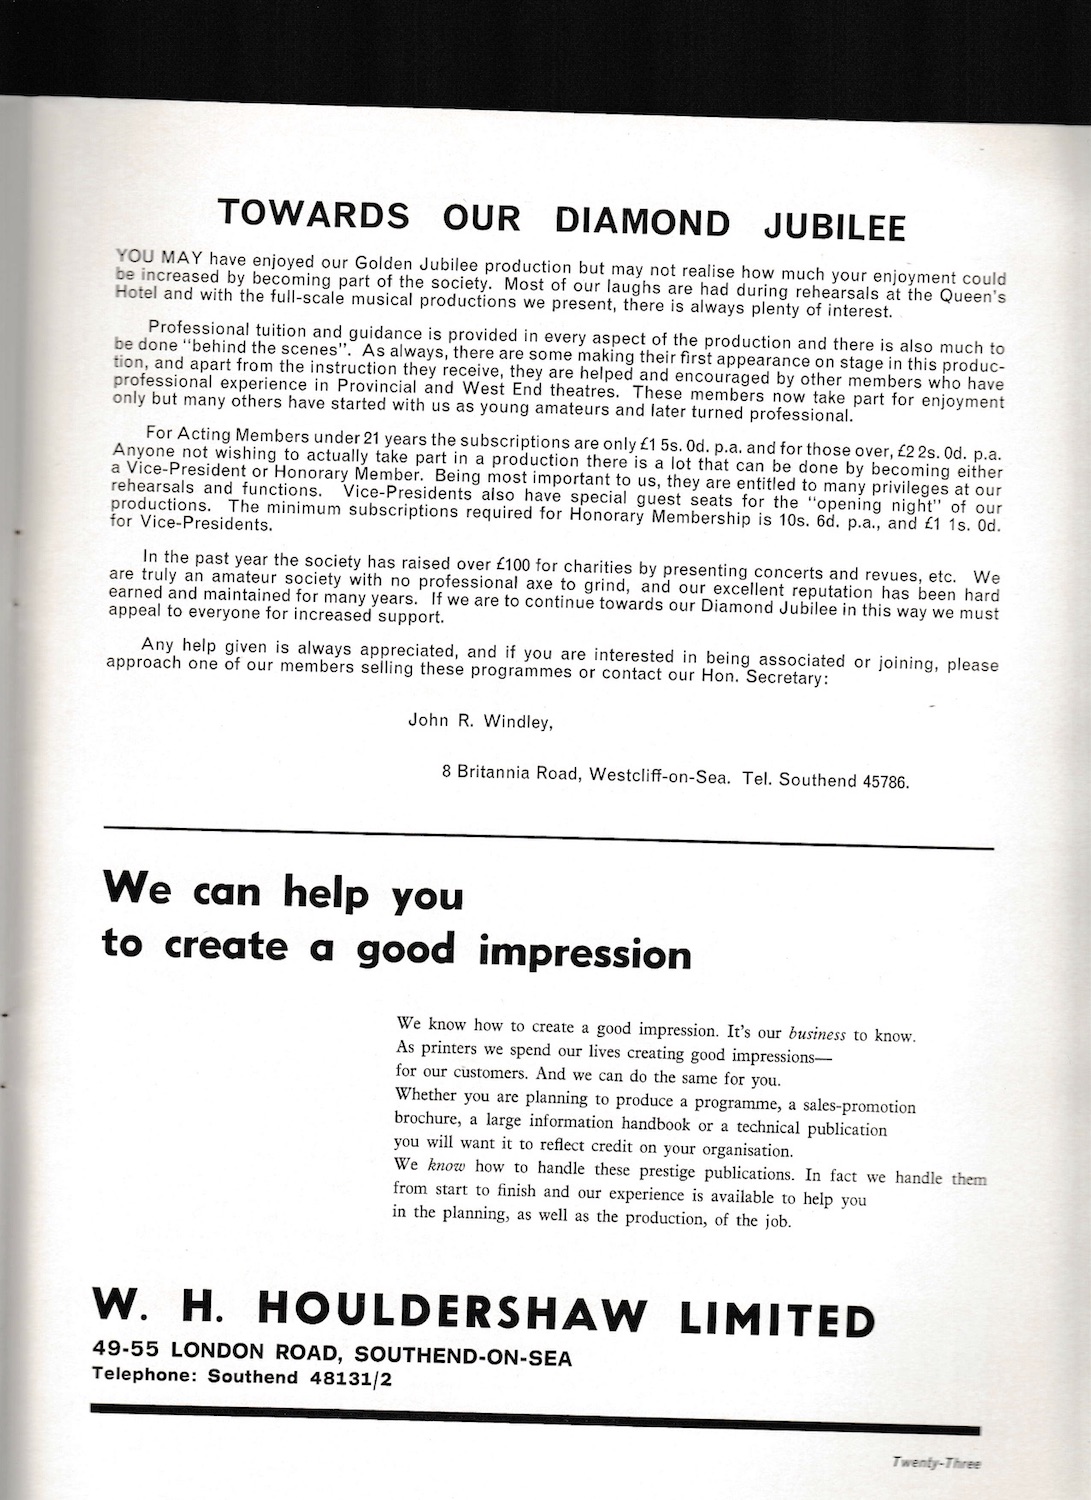 TOWARDS OUR DIAMOND JUBILEE
YOU MAY have enjoyed our Golden Jubilee production but may not realise how much your enjoyment could
be increased by becoming part of the society. Most of our laughs are had during rehearsals at the Queen's
Hotel and with the full-scale musical productions we present, there is always plenty of interest.
Professional tuition and guidance is provided in every aspect of the production and there is also much to
be done "behind the scenes". As always, there are some making their first appearance on stage in this produc-
tion, and apart from the instruction they receive, they are helped and encouraged by other members who have
professional experience in Provincial and West End theatres. These members now take part for enjoyment
only but many others have started with us as young amateurs and later turned professional.
For Acting Members under 21 years the subscriptions are only £1 5s. 0d. p.a. and for those over, £2 2s. 0d. p.a.
Anyone not wishing to actually take part in a production there is a lot that can be done by becoming either
a Vice-President or Honorary Member. Being most important to us, they are entitled to many privileges at our
rehearsals and functions. Vice-Presidents also have special guest seats for the "opening night" of our
productions. The minimum subscriptions required for Honorary Membership is 10s. 6d. p.a., and £1 1s. 0d.
for Vice-Presidents.
In the past year the society has raised over £100 for charities by presenting concerts and revues, etc. We
are truly an amateur society with no professional axe to grind, and our excellent reputation has been hard
earned and maintained for many years. If we are to continue towards our Diamond Jubilee in this way we must
appeal to everyone for increased support.
Any help given is always appreciated, and if you are interested in being associated or joining, please
approach one of our members selling these programmes or contact our Hon. Secretary:
John R. Windley,
8 Britannia Road, Westcliff-on-Sea. Tel. Southend 45786.
We can help you
to create a good impression
We know how to create a good impression. It's our business to know.
As printers we spend our lives creating good impressions—
for our customers. And we can do the same for you.
Whether you are planning to produce a programme, a sales-promotion
brochure, a large information handbook or a technical publication
you will want it to reflect credit on your organisation.
We know how to handle these prestige publications. In fact we handle them
from start to finish and our experience is available to help you
in the planning, as well as the production, of the job.
W. H. HOULDERSHAW LIMITED
49-55 LONDON ROAD, SOUTHEND-ON-SEA
Telephone: Southend 48131/2
Twenty-Three